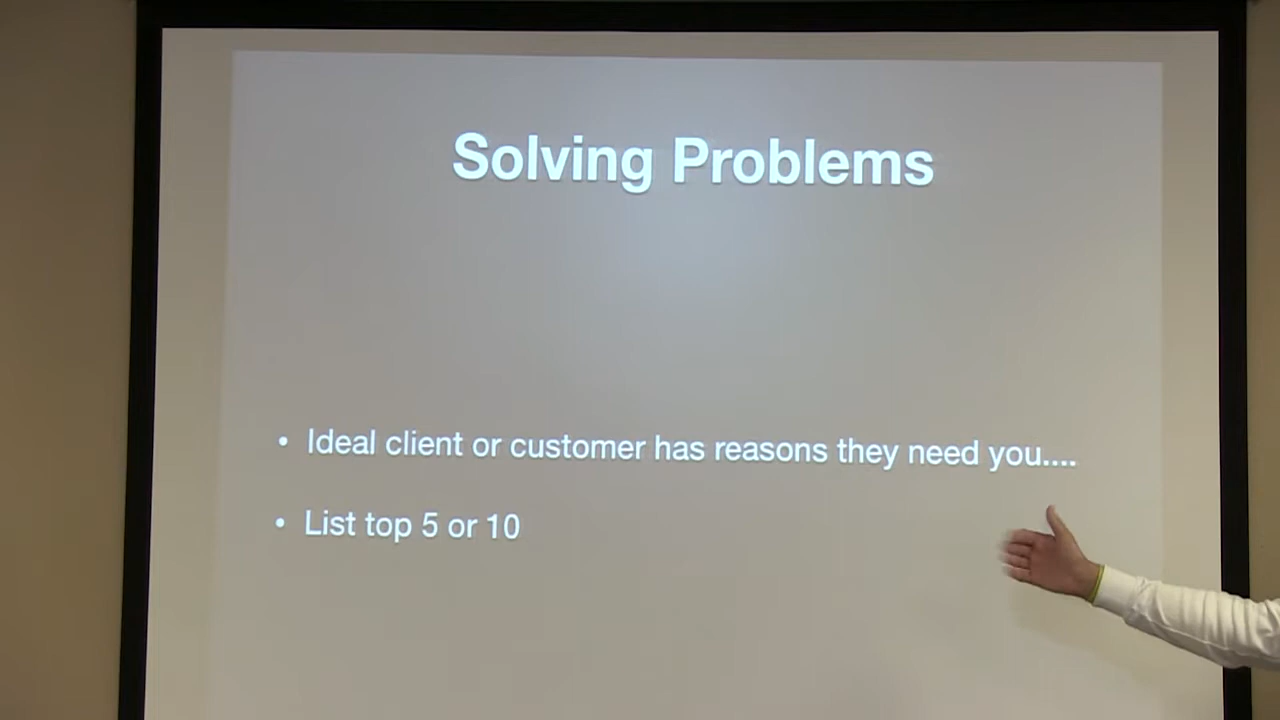 Solving Problems
• Ideal client or customer has reasons they need you....
• List top 5 or 10